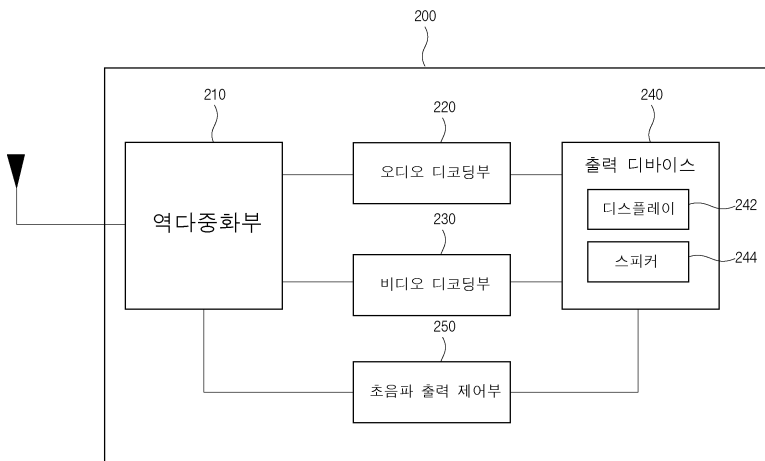 200
210
220
240
오디오 디코딩부
출력 디바이스
역다중화부
디스플레이
242
230
스피커
244
비디오 디코딩부
250
초음파 출력 제어부